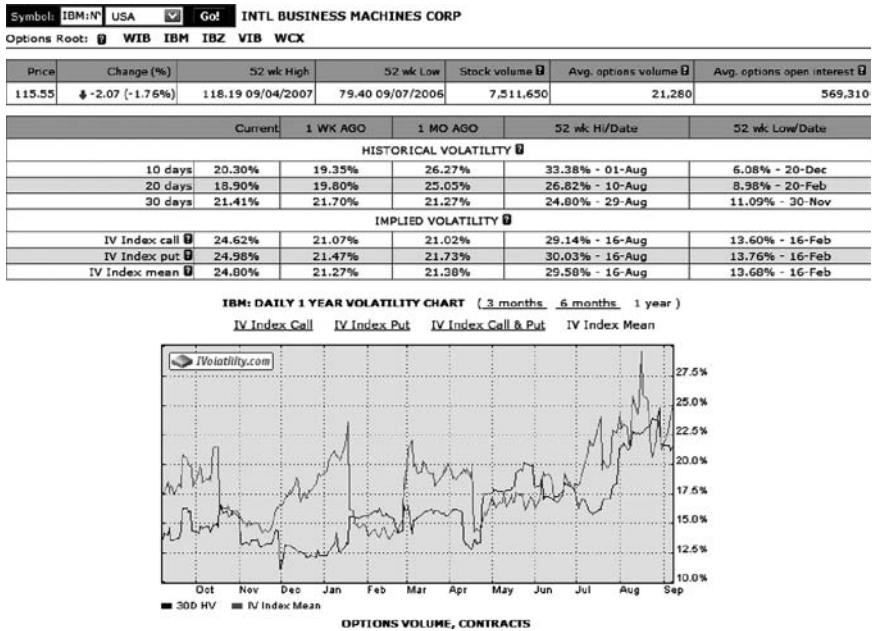 Symbol: IBM:N USA Go! INTL BUSINESS MACHINES CORP
Options Root: ? WIB IBM IBZ VIB WCX
Price Change (%) 52 wk High 52 wk Low Stock volume ? Avg. options volume ? Avg. options open interest ?
115.55 -2.07 (-1.76%) 118.19 09/04/2007 79.40 09/07/2006 7,511,650 21,280 569,310
Current 1 WK AGO 1 MO AGO 52 wk Hi/Date 52 wk Low/Date
HISTORICAL VOLATILITY ?
10 days 20.30% 19.35% 26.27% 33.38% - 01-Aug 6.08% - 20-Dec
20 days 18.90% 19.80% 25.05% 26.82% - 10-Aug 8.98% - 20-Feb
30 days 21.41% 21.70% 21.27% 24.80% - 29-Aug 11.09% - 30-Nov
IMPLIED VOLATILITY ?
IV Index call ? 24.62% 21.07% 21.02% 29.14% - 16-Aug 13.60% - 16-Feb
IV Index put ? 24.98% 21.47% 21.73% 30.03% - 16-Aug 13.76% - 16-Feb
IV Index mean ? 24.80% 21.27% 21.38% 29.58% - 16-Aug 13.68% - 16-Feb
IBM: DAILY 1 YEAR VOLATILITY CHART ( 3 months 6 months 1 year )
IV Index Call IV Index Put IV Index Call & Put IV Index Mean
IVolatility.com
27.5%
25.0%
22.5%
20.0%
17.5%
15.0%
12.5%
10.0%
Oct Nov Dec Jan Feb Mar Apr May Jun Jul Aug Sep
30D HV IV Index Mean
OPTIONS VOLUME, CONTRACTS